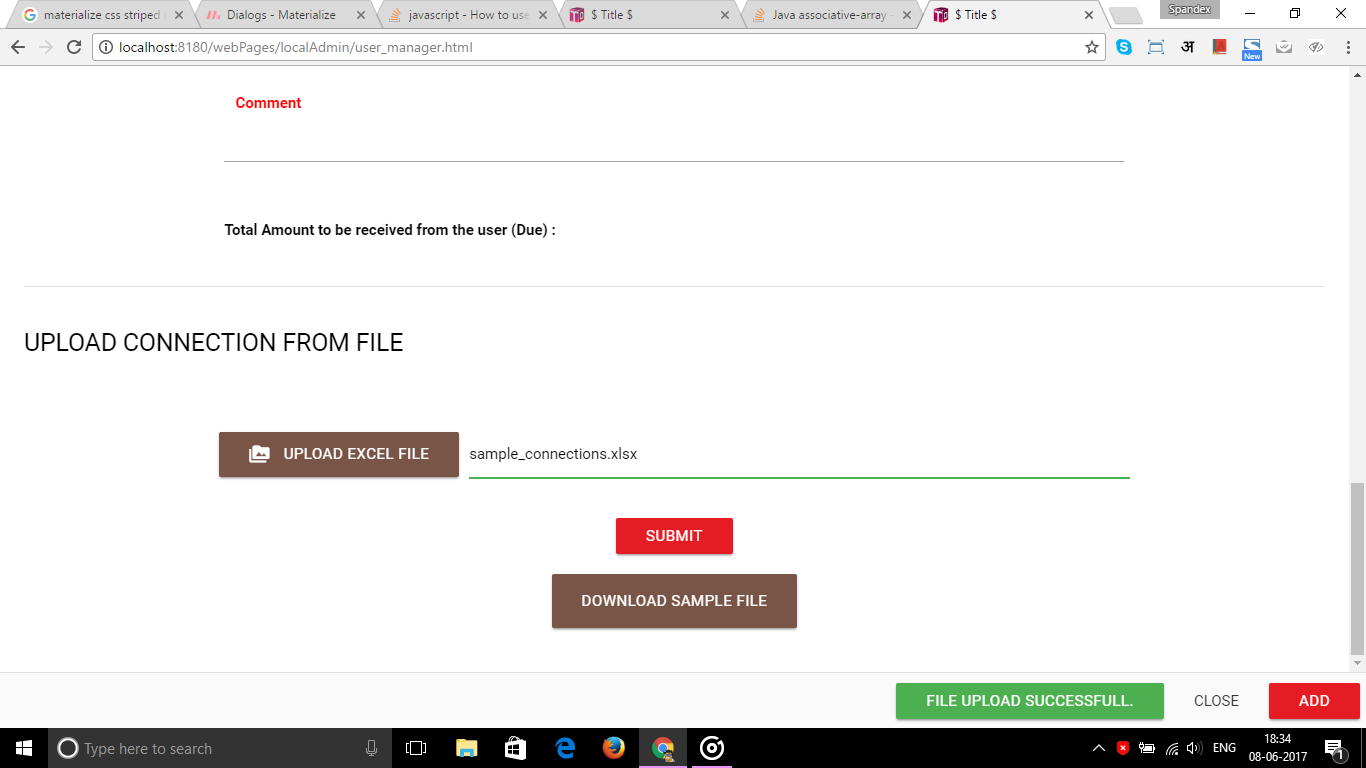 materialize css striped
Dialogs - Materialize
javascript - How to use
$ Title $
Java associative-array -
$ Title $
Spandex
localhost:8180/webPages/localAdmin/user_manager.html
अ
New
Comment
Total Amount to be received from the user (Due) :
UPLOAD CONNECTION FROM FILE
UPLOAD EXCEL FILE
sample_connections.xlsx
SUBMIT
DOWNLOAD SAMPLE FILE
FILE UPLOAD SUCCESSFULL.
CLOSE
ADD
Type here to search
ENG
18:34
08-06-2017
1